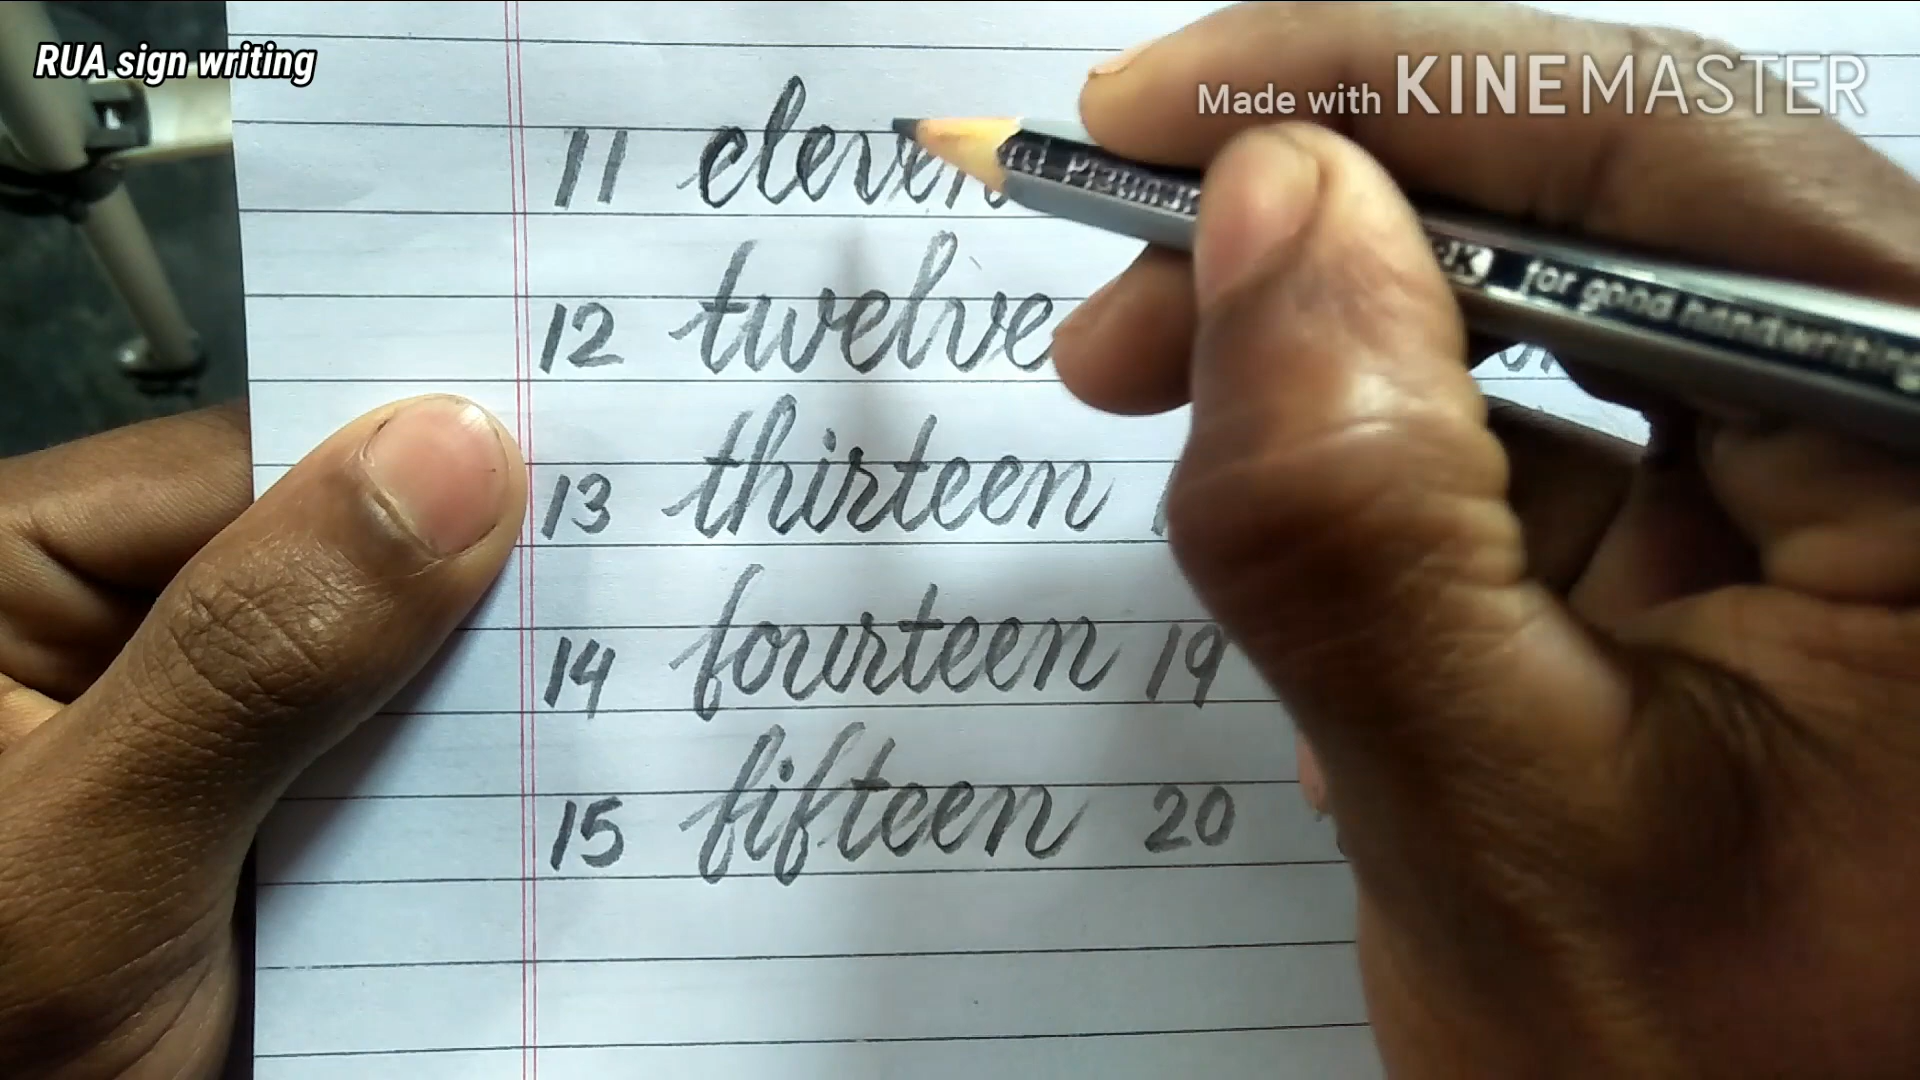 RUA sign writing
Made with KINEMASTER
11 eleven
12 twelve
13 thirteen
14 fourteen 19
15 fifteen 20
for good handwriting